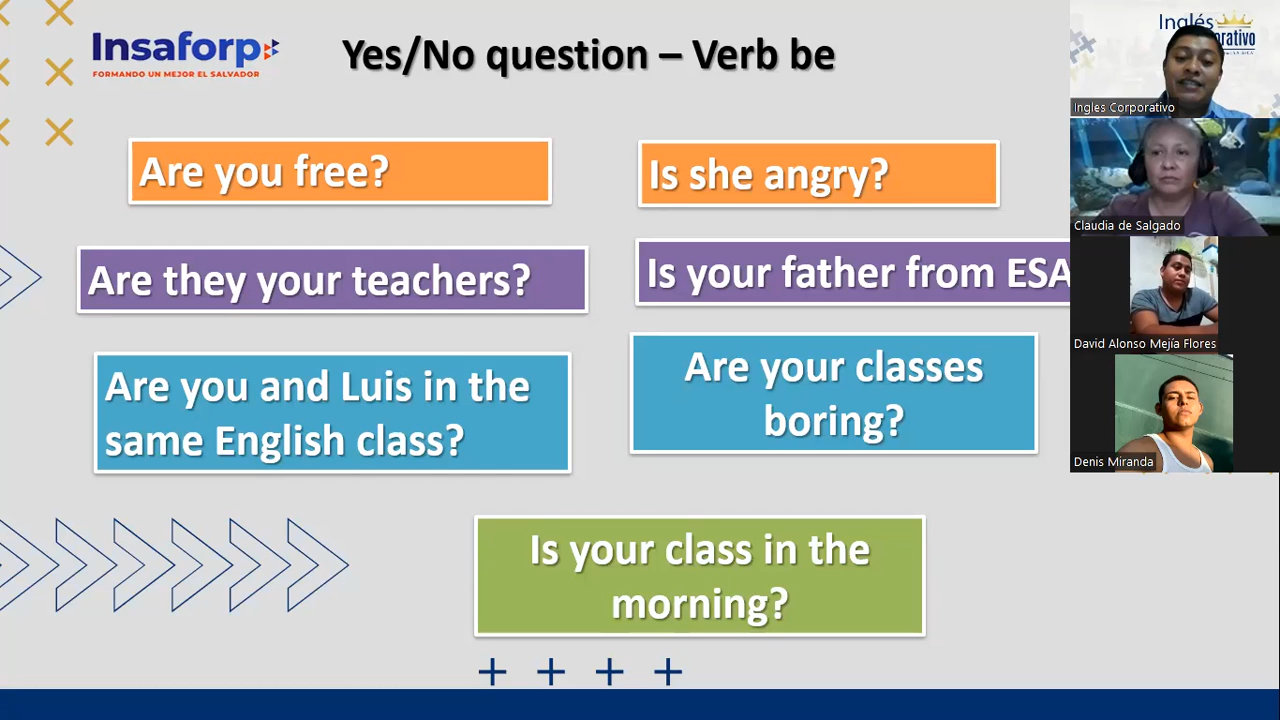 Insaforp
FORMANDO UN MEJOR EL SALVADOR
Yes/No question – Verb be
Are you free?
Is she angry?
Are they your teachers?
Is your father from ESA
Are you and Luis in the
same English class?
Are your classes
boring?
Is your class in the
morning?
Inglés
Ingles Corporativo
Claudia de Salgado
David Alonso Mejía Flores
Denis Miranda